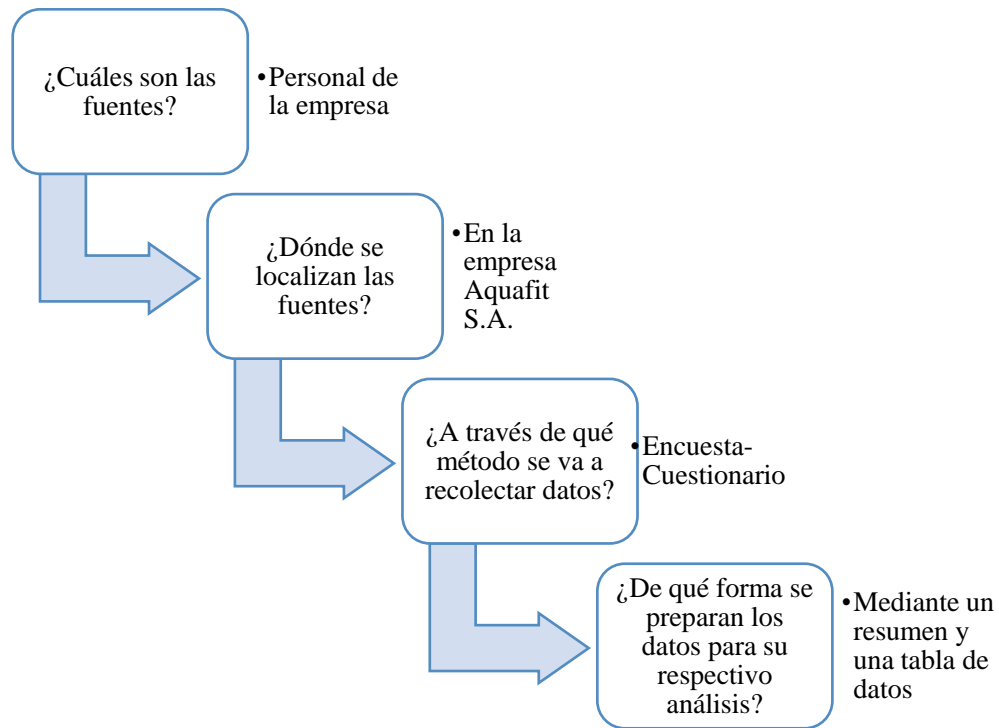 ¿Cuáles son las
fuentes?
•Personal de
la empresa
¿Dónde se
localizan las
fuentes?
•En la
empresa
Aquafit
S.A.
¿A través de qué
método se va a
recolectar datos?
•Encuesta-
Cuestionario
¿De qué forma se
preparan los
datos para su
respectivo
análisis?
•Mediante un
resumen y
una tabla de
datos